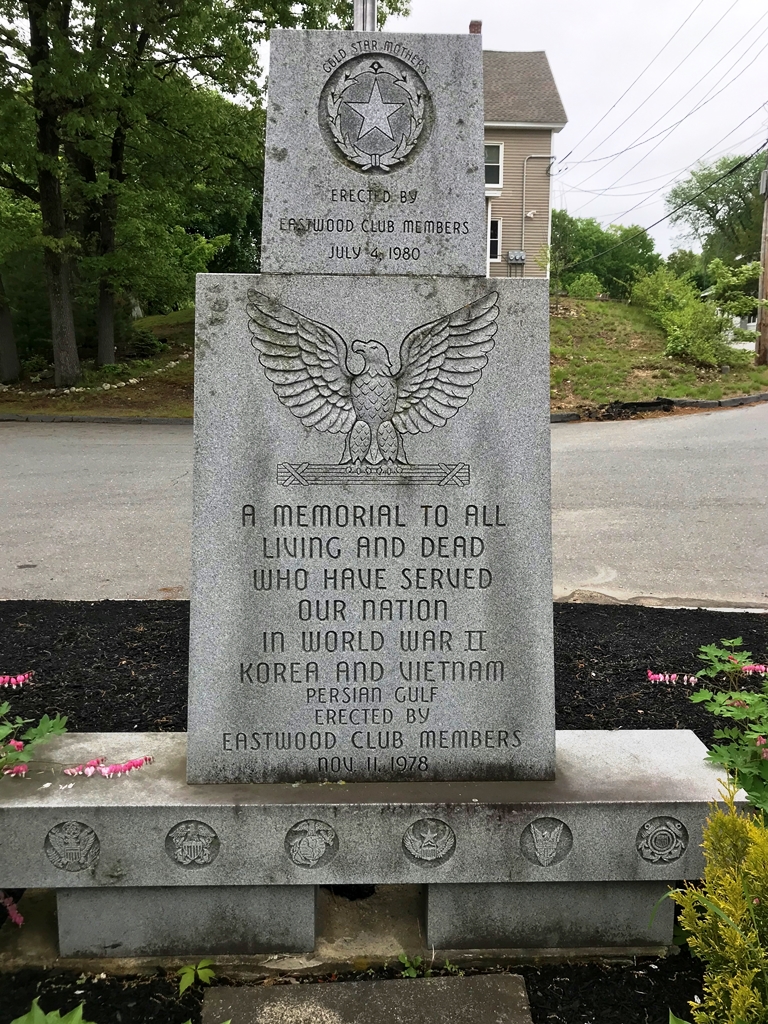 GOLD STAR MOTHERS
ERECTED BY
EASTWOOD CLUB MEMBERS
JULY 4, 1980
A MEMORIAL TO ALL
LIVING AND DEAD
WHO HAVE SERVED
OUR NATION
IN WORLD WAR II
KOREA AND VIETNAM
PERSIAN GULF
ERECTED BY
EASTWOOD CLUB MEMBERS
NOV. 11, 1978